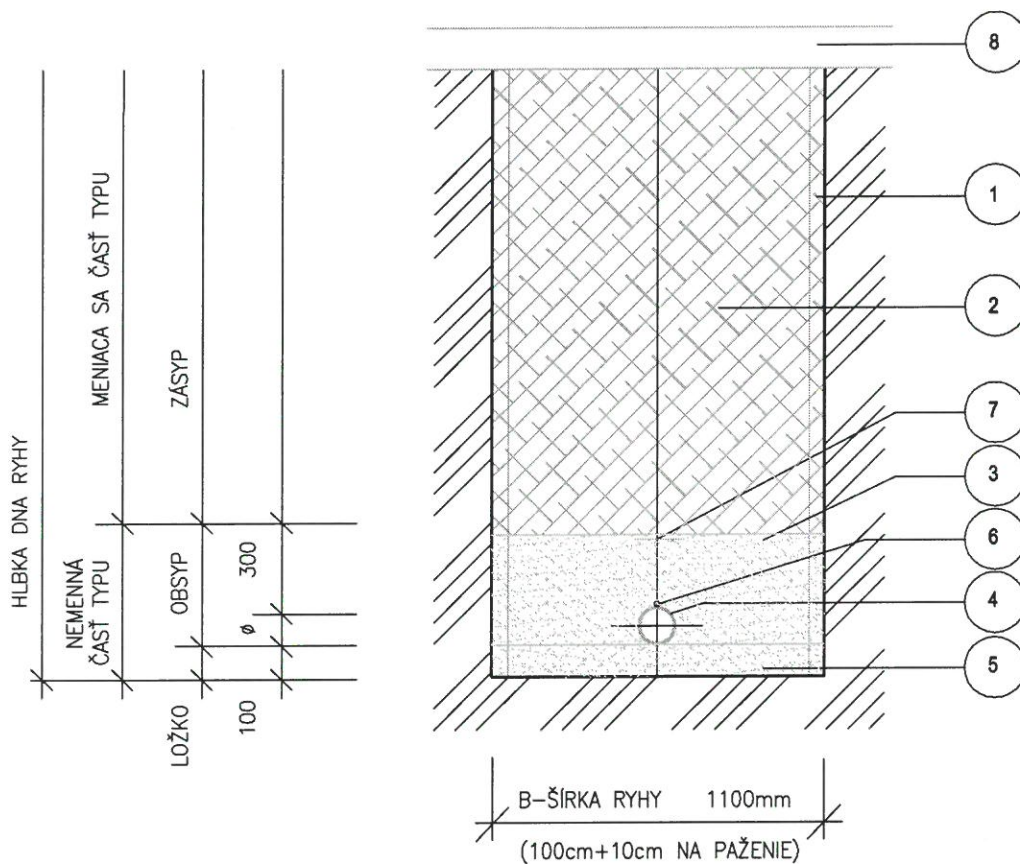 HLBKA DNA RYHY
MENIACA SA ČASŤ TYPU
NEMENNÁ
ČASŤ TYPU
ZÁSYP
OBSYP
LOŽKO
300
ø
100
8
1
2
7
3
6
4
5
B-ŠÍRKA RYHY 1100mm
(100cm+10cm NA PAŽENIE)